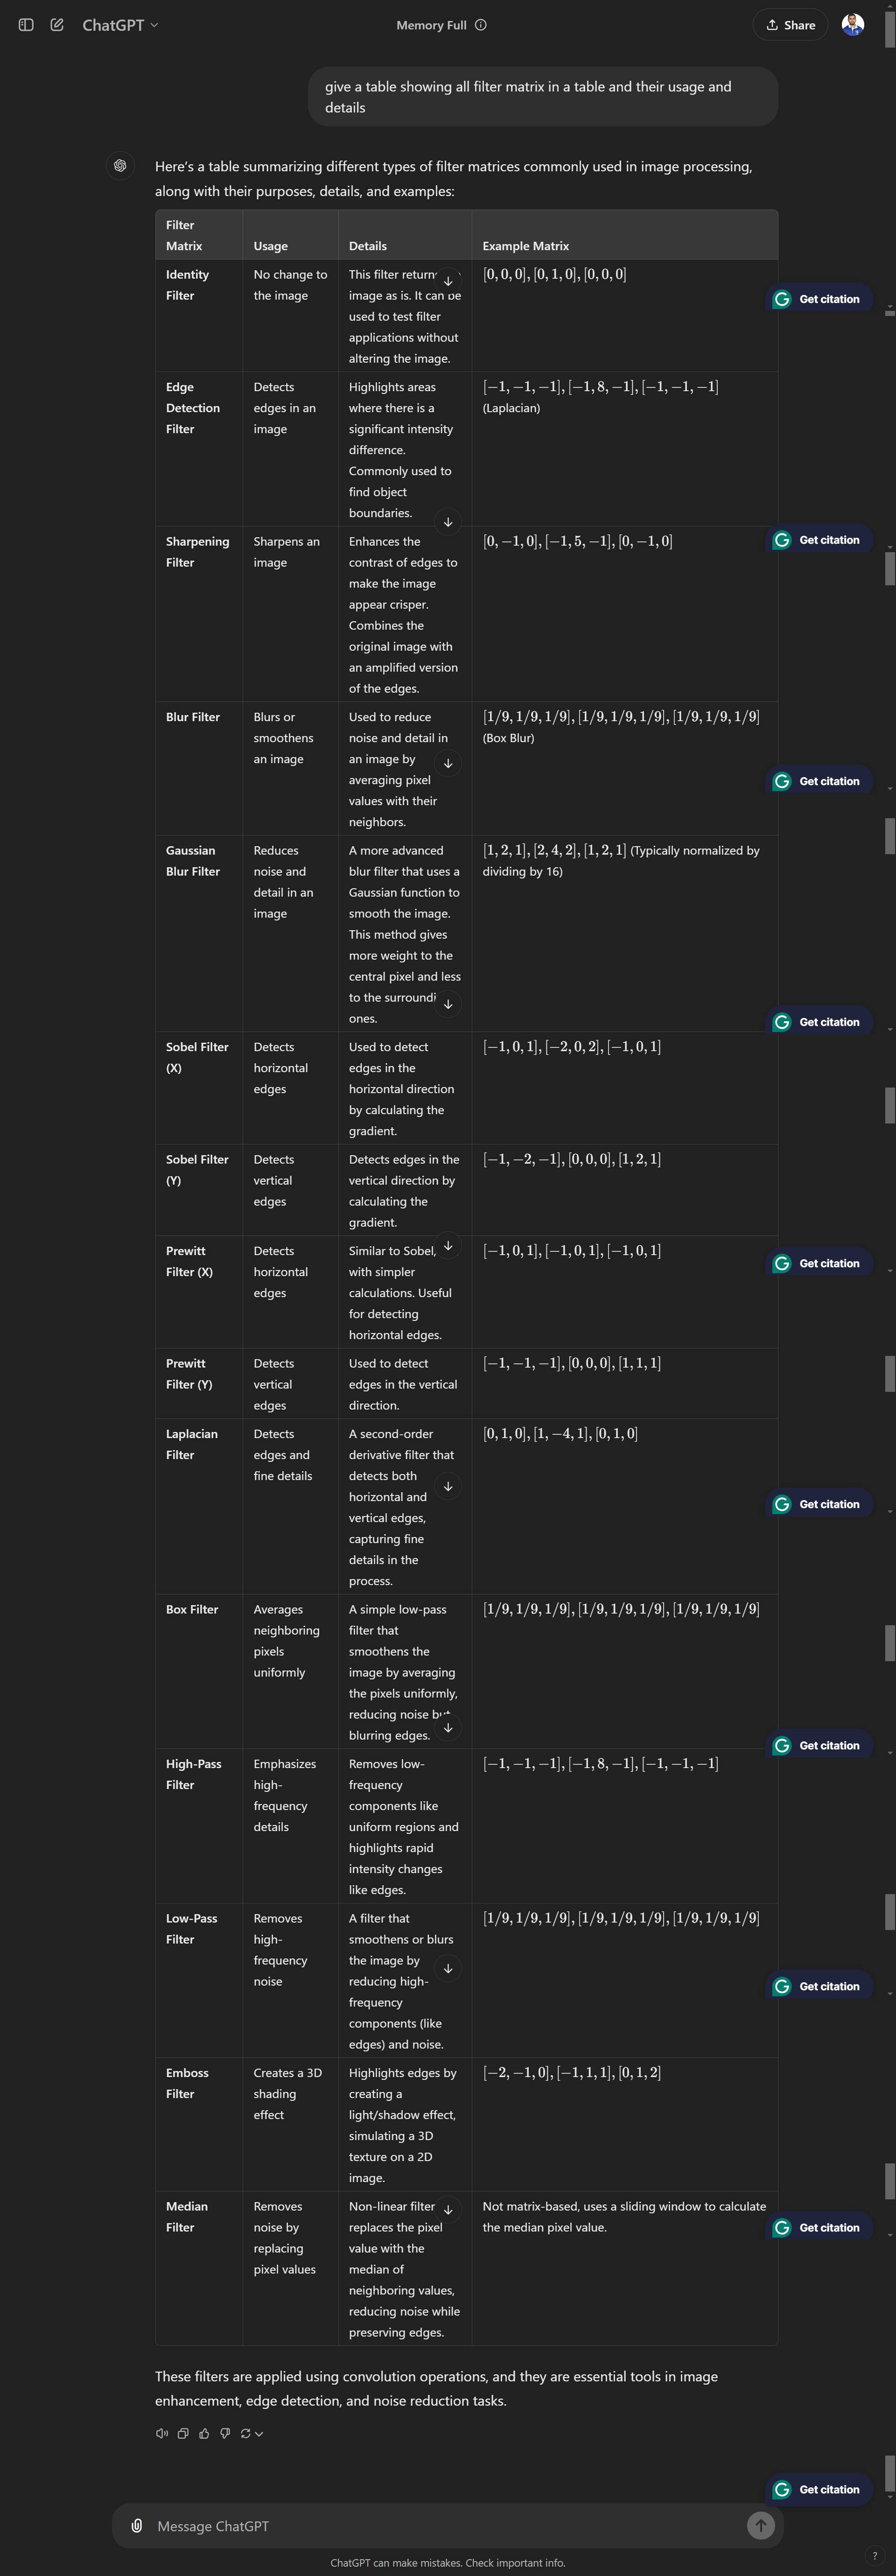 ChatGPT
Memory Full
Share
give a table showing all filter matrix in a table and their usage and
details
Here's a table summarizing different types of filter matrices commonly used in image processing,
along with their purposes, details, and examples:
Filter
Matrix
Usage
Details
Example Matrix
Identity
Filter
No change to
the image
This filter return
image as is. It can be
used to test filter
applications without
altering the image.
[0, 0, 0], [0, 1, 0], [0, 0, 0]
Get citation
Edge
Detection
Filter
Detects
edges in an
image
Highlights areas
where there is a
significant intensity
difference.
Commonly used to
find object
boundaries.
[−1, −1, −1], [−1, 8, −1], [−1, −1, −1]
(Laplacian)
Get citation
Sharpening
Filter
Sharpens an
image
Enhances the
contrast of edges to
make the image
appear crisper.
Combines the
original image with
an amplified version
of the edges.
[0, −1, 0], [−1, 5, −1], [0, −1, 0]
Blur Filter
Blurs or
smoothens
an image
Used to reduce
noise and detail in
an image by
averaging pixel
values with their
neighbors.
[1/9, 1/9, 1/9], [1/9, 1/9, 1/9], [1/9, 1/9, 1/9]
(Box Blur)
Get citation
Gaussian
Blur Filter
Reduces
noise and
detail in an
image
A more advanced
blur filter that uses a
Gaussian function to
smooth the image.
This method gives
more weight to the
central pixel and less
to the surroundi
ones.
[1, 2, 1], [2, 4, 2], [1, 2, 1] (Typically normalized by
dividing by 16)
Get citation
Sobel Filter
(X)
Detects
horizontal
edges
Used to detect
edges in the
horizontal direction
by calculating the
gradient.
[−1, 0, 1], [−2, 0, 2], [−1, 0, 1]
Sobel Filter
(Y)
Detects
vertical
edges
Detects edges in the
vertical direction by
calculating the
gradient.
[−1, −2, −1], [0, 0, 0], [1, 2, 1]
Prewitt
Filter (X)
Detects
horizontal
edges
Similar to Sobel,
with simpler
calculations. Useful
for detecting
horizontal edges.
[−1, 0, 1], [−1, 0, 1], [−1, 0, 1]
Get citation
Prewitt
Filter (Y)
Detects
vertical
edges
Used to detect
edges in the vertical
direction.
[−1, −1, −1], [0, 0, 0], [1, 1, 1]
Laplacian
Filter
Detects
edges and
fine details
A second-order
derivative filter that
detects both
horizontal and
vertical edges,
capturing fine
details in the
process.
[0, 1, 0], [1, −4, 1], [0, 1, 0]
Get citation
Box Filter
Averages
neighboring
pixels
uniformly
A simple low-pass
filter that
smoothens the
image by averaging
the pixels uniformly,
reducing noise but
blurring edges.
[1/9, 1/9, 1/9], [1/9, 1/9, 1/9], [1/9, 1/9, 1/9]
Get citation
High-Pass
Filter
Emphasizes
high-
frequency
details
Removes low-
frequency
components like
uniform regions and
highlights rapid
intensity changes
like edges.
[−1, −1, −1], [−1, 8, −1], [−1, −1, −1]
Low-Pass
Filter
Removes
high-
frequency
noise
A filter that
smoothens or blurs
the image by
reducing high-
frequency
components (like
edges) and noise.
[1/9, 1/9, 1/9], [1/9, 1/9, 1/9], [1/9, 1/9, 1/9]
Get citation
Emboss
Filter
Creates a 3D
shading
effect
Highlights edges by
creating a
light/shadow effect,
simulating a 3D
texture on a 2D
image.
[−2, −1, 0], [−1, 1, 1], [0, 1, 2]
Median
Filter
Removes
noise by
replacing
pixel values
Non-linear filter
replaces the pixel
value with the
median of
neighboring values,
reducing noise while
preserving edges.
Not matrix-based, uses a sliding window to calculate
the median pixel value.
Get citation
These filters are applied using convolution operations, and they are essential tools in image
enhancement, edge detection, and noise reduction tasks.
Get citation
Message ChatGPT
ChatGPT can make mistakes. Check important info.
?